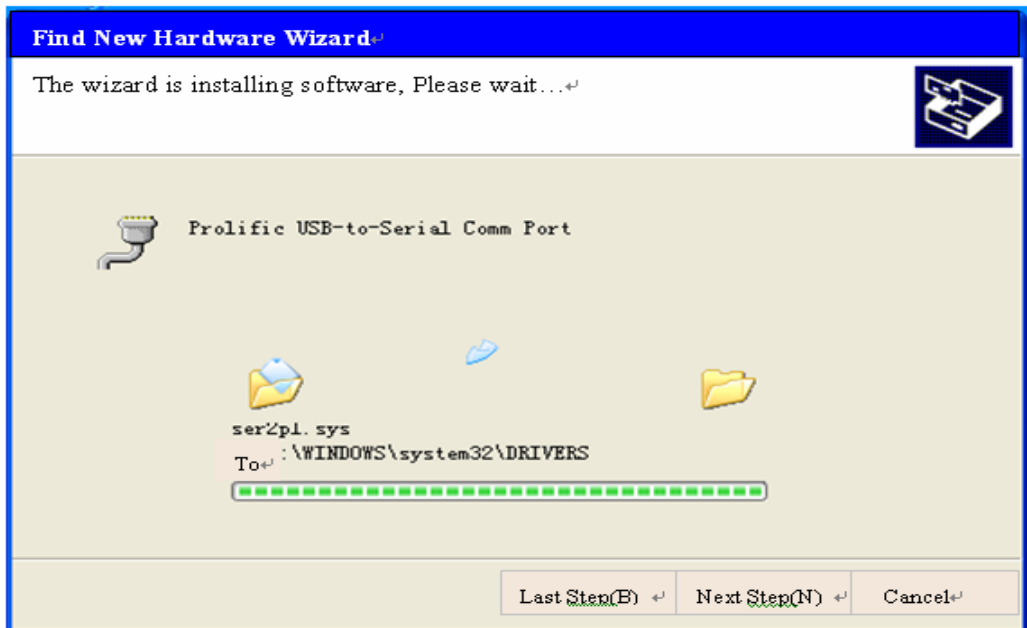 Find New Hardware Wizard↵
The wizard is installing software, Please wait...↵
Prolific USB-to-Serial Comm Port
ser2pl.sys
To↵ :\WINDOWS\system32\DRIVERS
Last Step(B) ↵ Next Step(N) ↵ Cancel↵